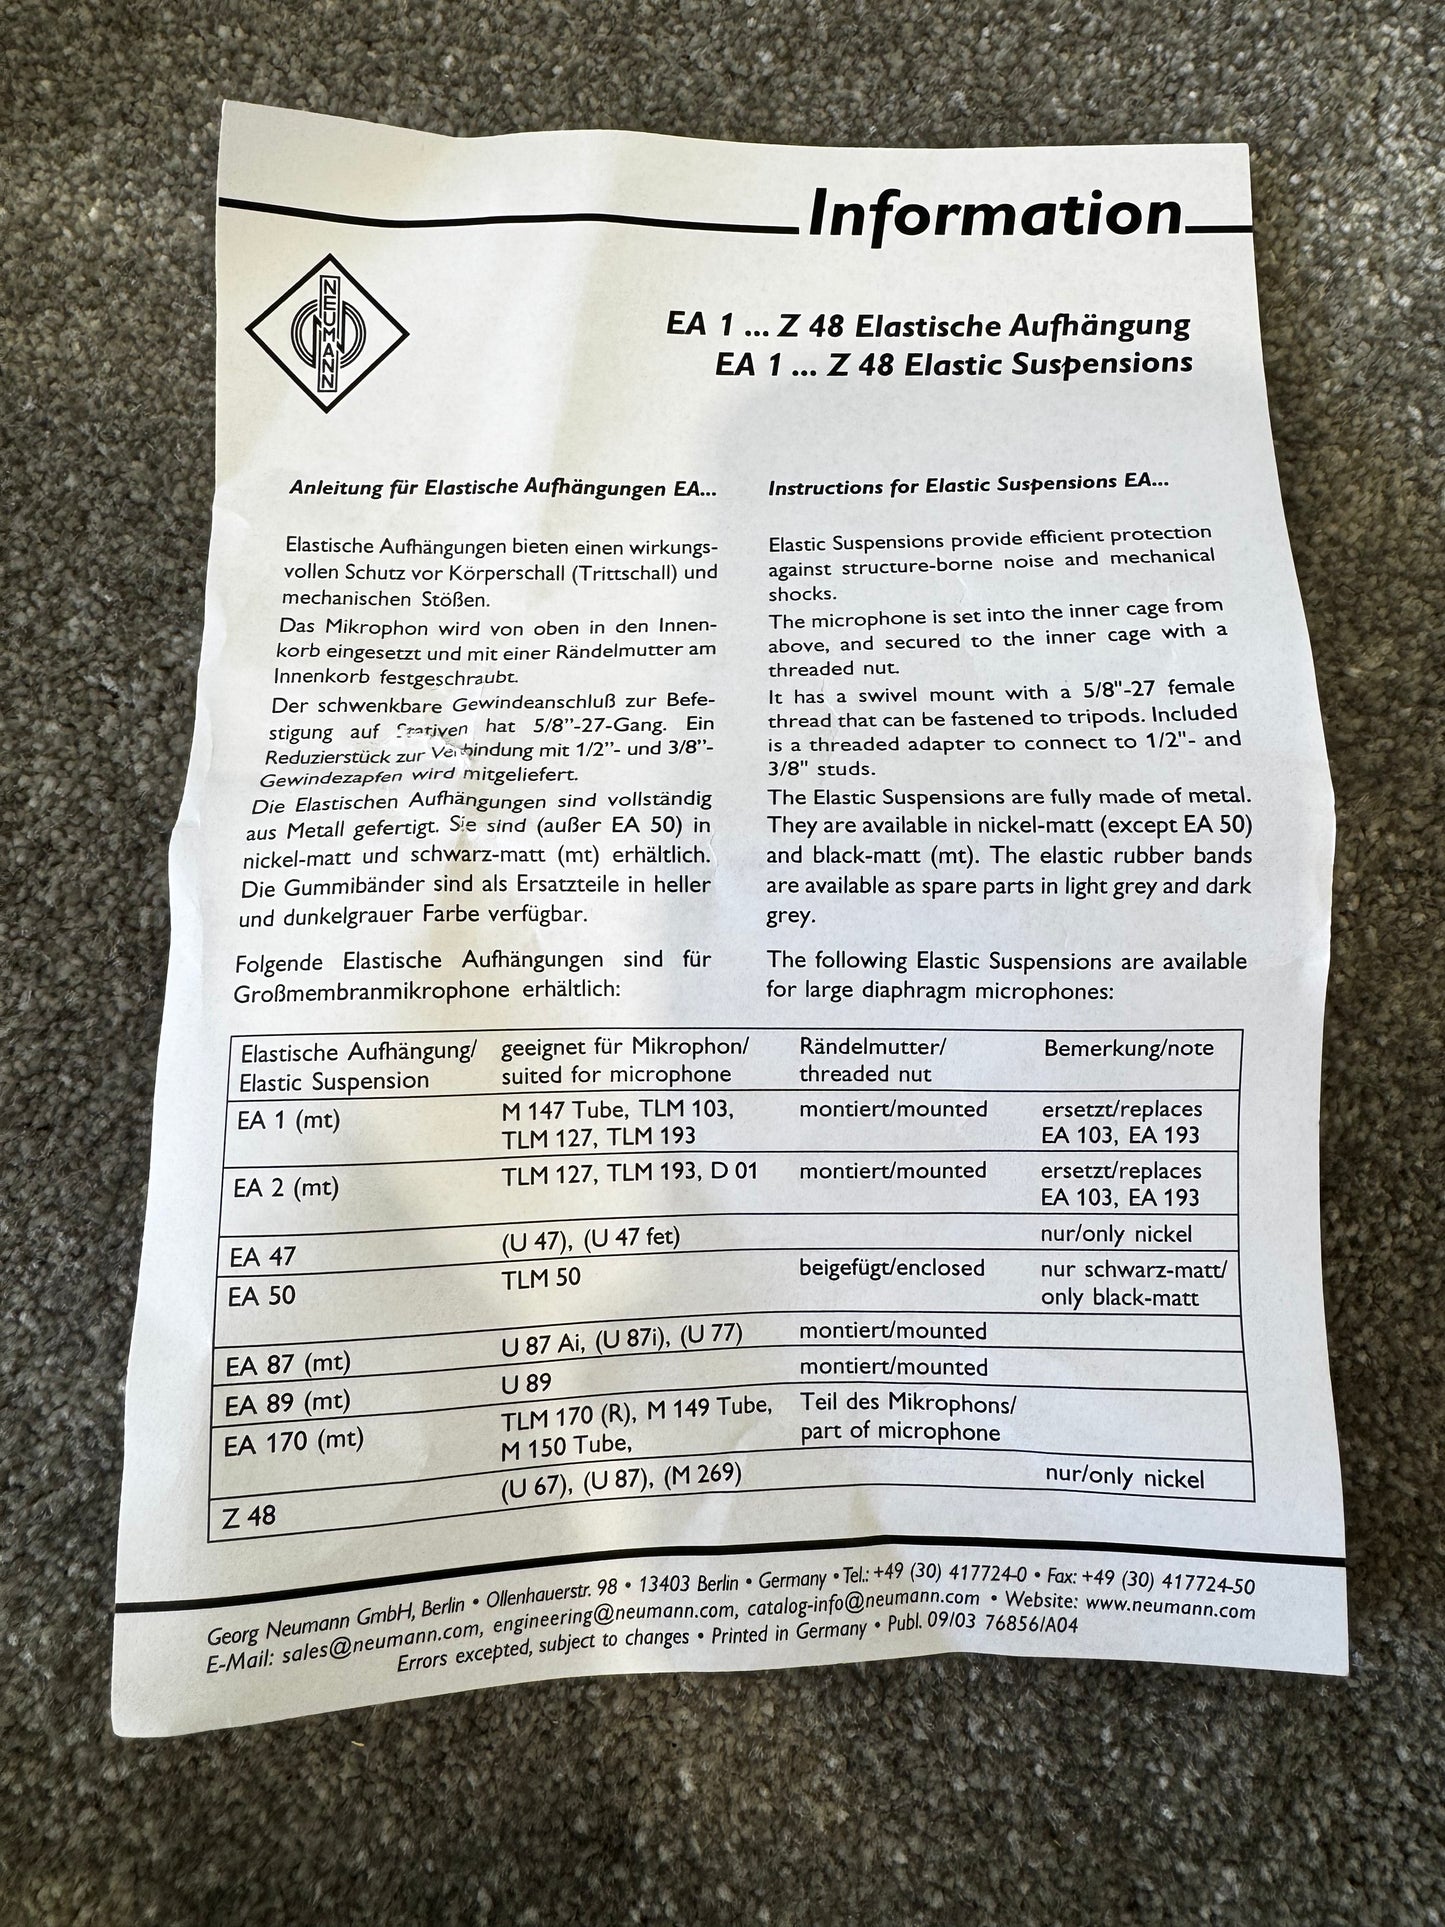 Information
NEUMANN
EA 1 ... Z 48 Elastische Aufhängung
EA 1 ... Z 48 Elastic Suspensions
Anleitung für Elastische Aufhängungen EA...
Elastische Aufhängungen bieten einen wirkungs-
vollen Schutz vor Körperschall (Trittschall) und
mechanischen Stößen.
Das Mikrophon wird von oben in den Innen-
korb eingesetzt und mit einer Rändelmutter am
Innenkorb festgeschraubt.
Der schwenkbare Gewindeanschluß zur Befe-
stigung auf Stativen hat 5/8”-27-Gang. Ein
Reduzierstück zur Verbindung mit 1/2”- und 3/8”-
Gewindezapfen wird mitgeliefert.
Die Elastischen Aufhängungen sind vollständig
aus Metall gefertigt. Sie sind (außer EA 50) in
nickel-matt und schwarz-matt (mt) erhältlich.
Die Gummibänder sind als Ersatzteile in heller
und dunkelgrauer Farbe verfügbar.
Folgende Elastische Aufhängungen sind für
Großmembranmikrophone erhältlich:
Instructions for Elastic Suspensions EA...
Elastic Suspensions provide efficient protection
against structure-borne noise and mechanical
shocks.
The microphone is set into the inner cage from
above, and secured to the inner cage with a
threaded nut.
It has a swivel mount with a 5/8"-27 female
thread that can be fastened to tripods. Included
is a threaded adapter to connect to 1/2"- and
3/8" studs.
The Elastic Suspensions are fully made of metal.
They are available in nickel-matt (except EA 50)
and black-matt (mt). The elastic rubber bands
are available as spare parts in light grey and dark
grey.
The following Elastic Suspensions are available
for large diaphragm microphones:
Elastische Aufhängung/ geeignet für Mikrophon/ Rändelmutter/ Bemerkung/note
Elastic Suspension suited for microphone threaded nut
EA 1 (mt) M 147 Tube, TLM 103, montiert/mounted ersetzt/replaces
TLM 127, TLM 193 EA 103, EA 193
EA 2 (mt) TLM 127, TLM 193, D 01 montiert/mounted ersetzt/replaces
EA 103, EA 193
EA 47 (U 47), (U 47 fet) nur/only nickel
EA 50 TLM 50 beigefügt/enclosed nur schwarz-matt/
only black-matt
EA 87 (mt) U 87 Ai, (U 87i), (U 77) montiert/mounted
EA 89 (mt) U 89 montiert/mounted
EA 170 (mt) TLM 170 (R), M 149 Tube, Teil des Mikrophons/
M 150 Tube, part of microphone
Z 48 (U 67), (U 87), (M 269) nur/only nickel
Georg Neumann GmbH, Berlin • Ollenhauerstr. 98 • 13403 Berlin • Germany • Tel.: +49 (30) 417724-0 • Fax: +49 (30) 417724-50
E-Mail: sales@neumann.com, engineering@neumann.com, catalog-info@neumann.com • Website: www.neumann.com
Errors excepted, subject to changes • Printed in Germany • Publ. 09/03 76856/A04